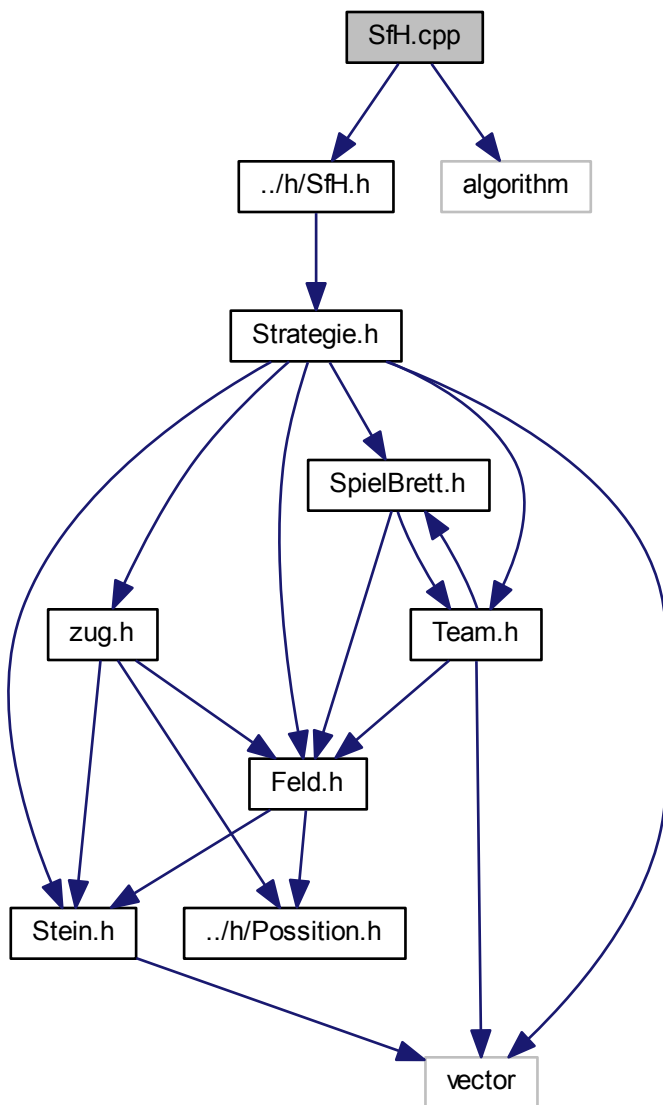 SfH.cpp
../h/SfH.h
algorithm
Strategie.h
SpielBrett.h
zug.h
Team.h
Feld.h
Stein.h
../h/Possition.h
vector